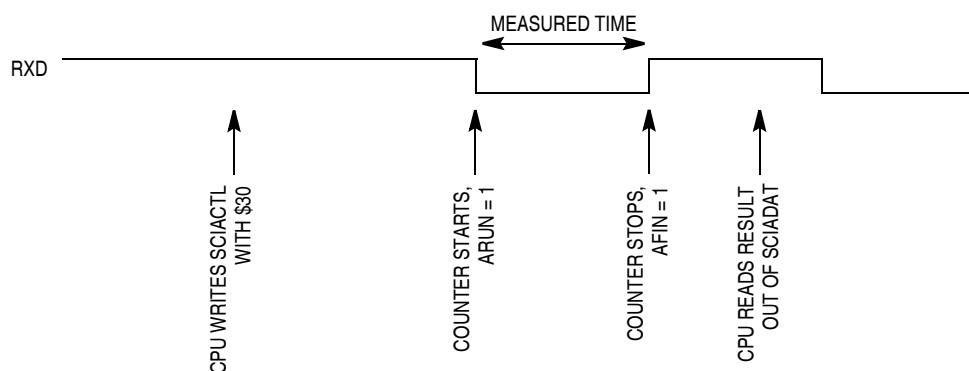 MEASURED TIME
RXD
CPU WRITES SCIACTL
WITH $30
COUNTER STARTS,
ARUN = 1
COUNTER STOPS,
AFIN = 1
CPU READS RESULT
OUT OF SCIADAT